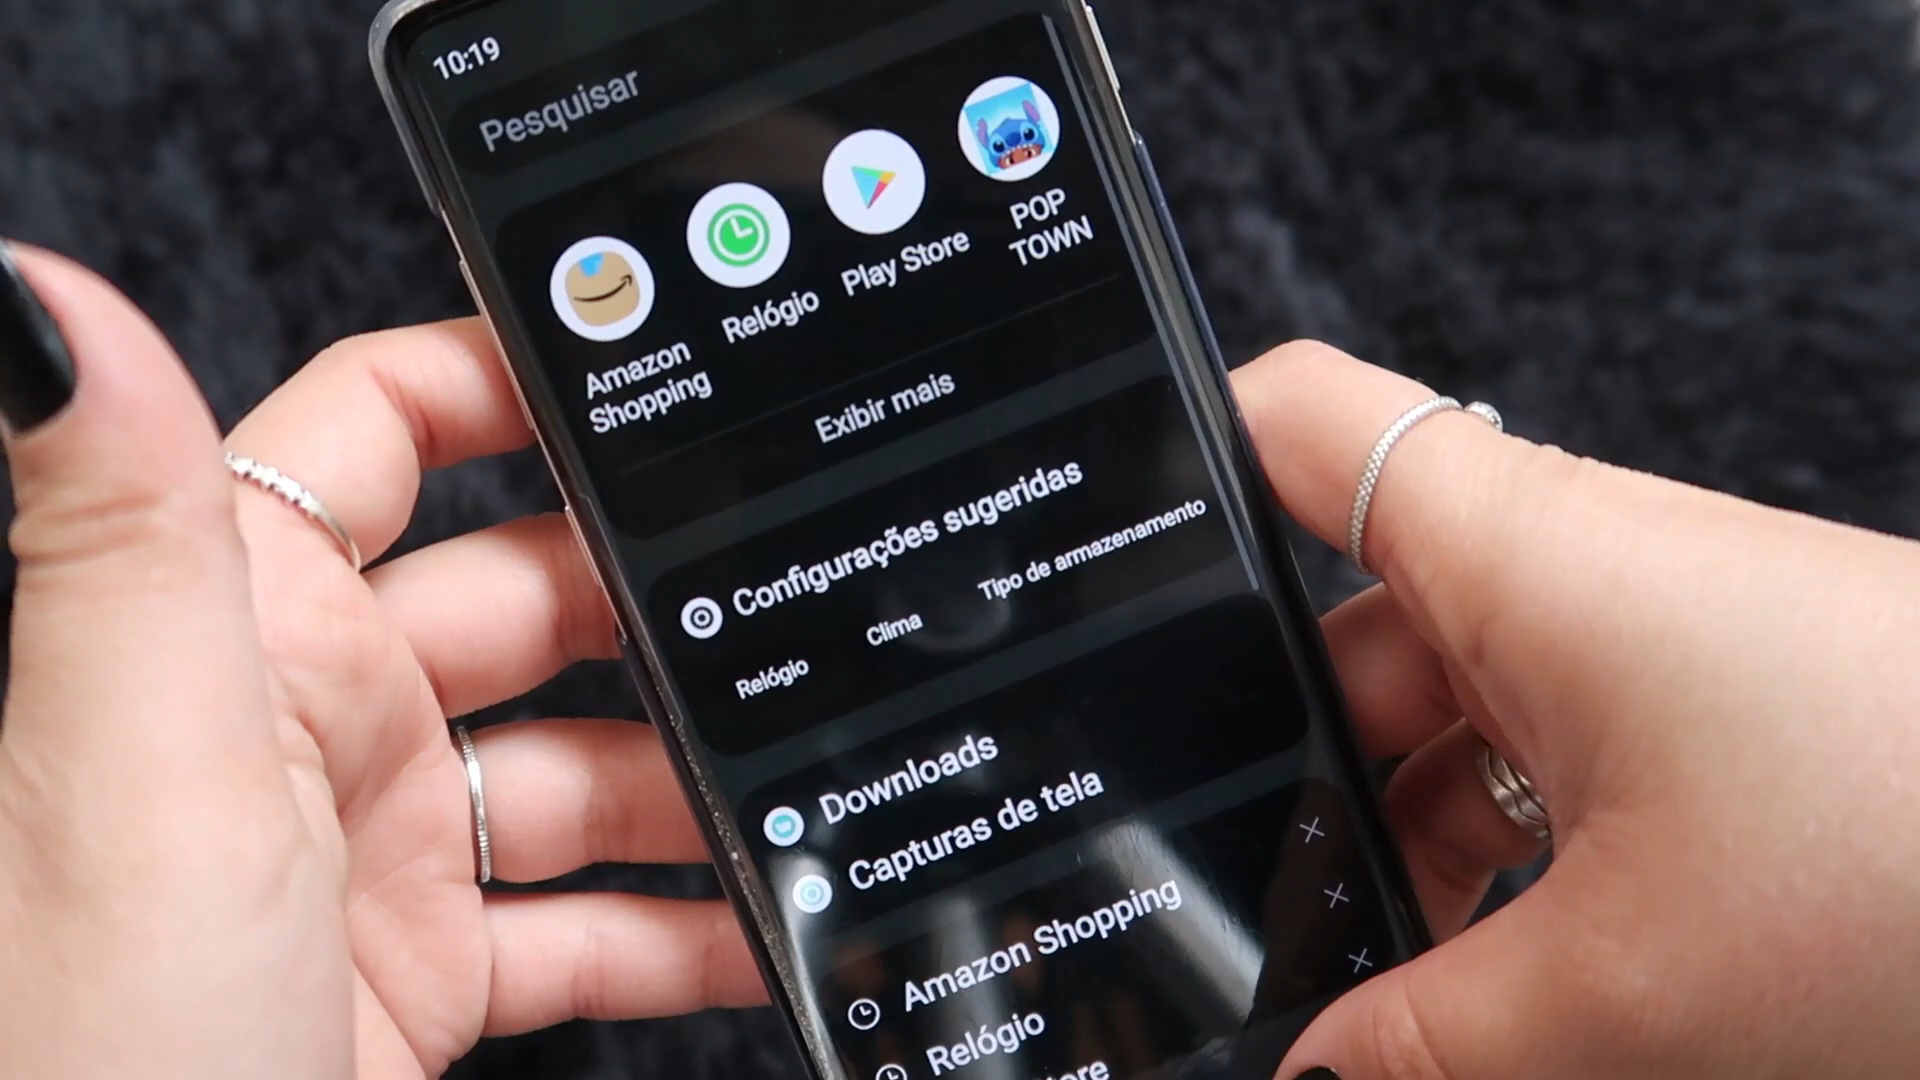 10:19
Pesquisar
Amazon
Shopping
Relógio
Play Store
POP
TOWN
Exibir mais
Configurações sugeridas
Relógio
Clima
Tipo de armazenamento
Downloads
Capturas de tela
Amazon Shopping
Relógio